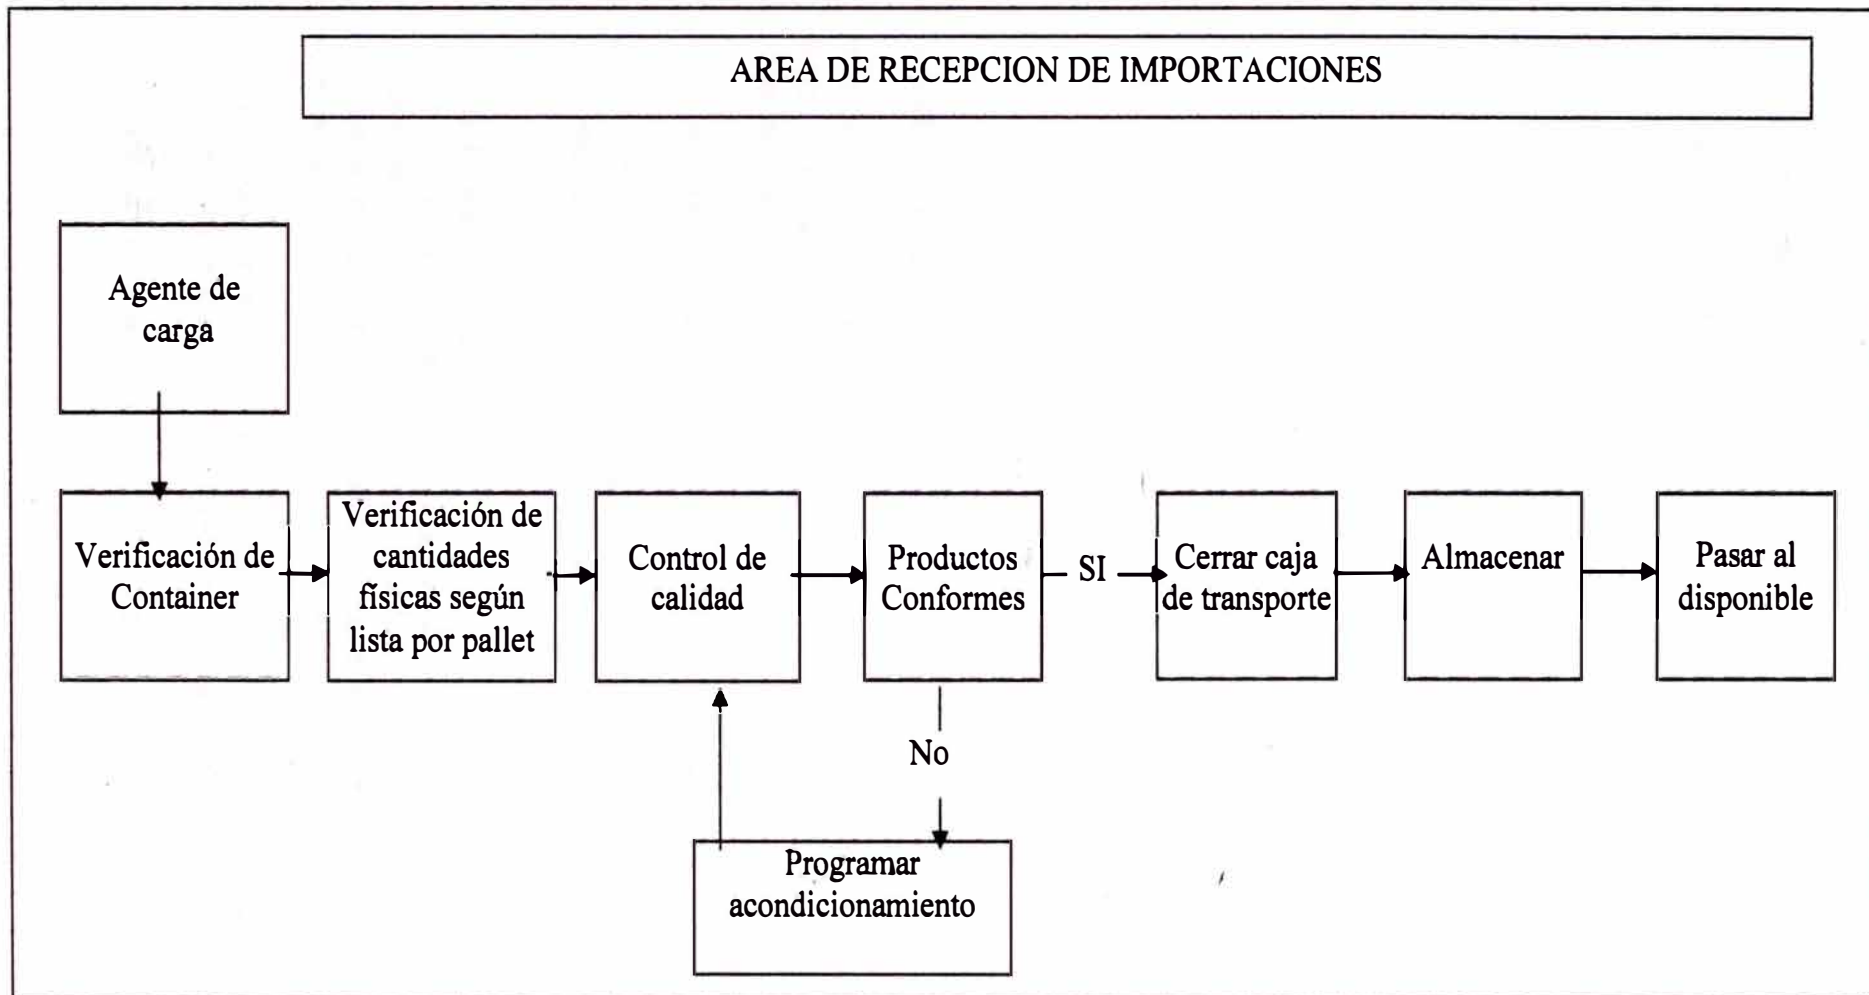 AREA DE RECEPCION DE IMPORTACIONES
Agente de
carga
Verificación de
Container
Verificación de
cantidades
físicas según
lista por pallet
Control de
calidad
Productos
Conformes
SI
Cerrar caja
de transporte
Almacenar
Pasar al
disponible
No
Programar
acondicionamiento